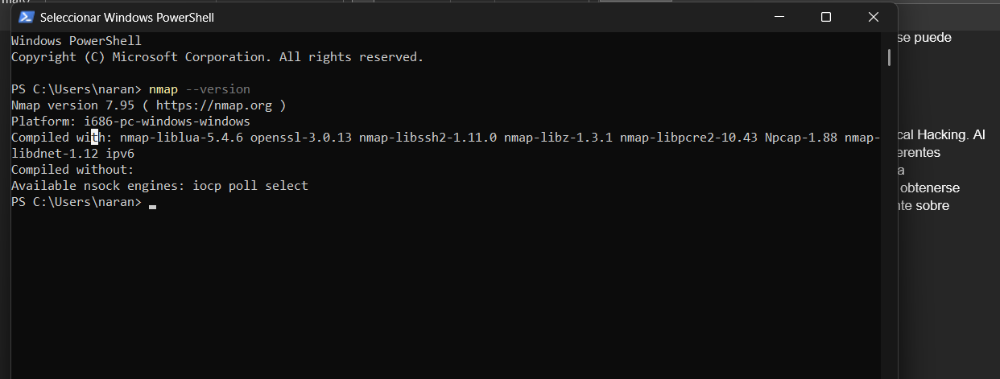 Seleccionar Windows PowerShell
Windows PowerShell
Copyright (C) Microsoft Corporation. All rights reserved.
PS C:\Users\naran> nmap --version
Nmap version 7.95 ( https://nmap.org )
Platform: i686-pc-windows-windows
Compiled with: nmap-liblua-5.4.6 openssl-3.0.13 nmap-libssh2-1.11.0 nmap-libz-1.3.1 nmap-libpcre2-10.43 Npcap-1.88 nmap-
libdnet-1.12 ipv6
Compiled without:
Available nsock engines: iocp poll select
PS C:\Users\naran>
se puede
cal Hacking. Al
erentes
a
obtenerse
nte sobre